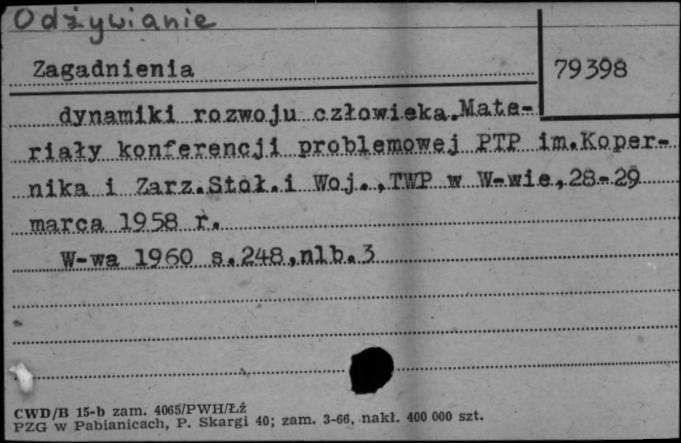 Odżywianie
Zagadnienia
79398
dynamiki rozwoju człowieka.Mate-
riały konferencji problemowej PTP im.Koper-
nika i Zarz.Stoł.i Woj.,TWP w W-wie,28-29
marca 1958 r.
W-wa 1960 s.248,nlb.3
CWD/B 15-b zam. 4065/PWH/Łź
PZG w Pabianicach, P. Skargi 40; zam. 3-66, nakł. 400 000 szt.